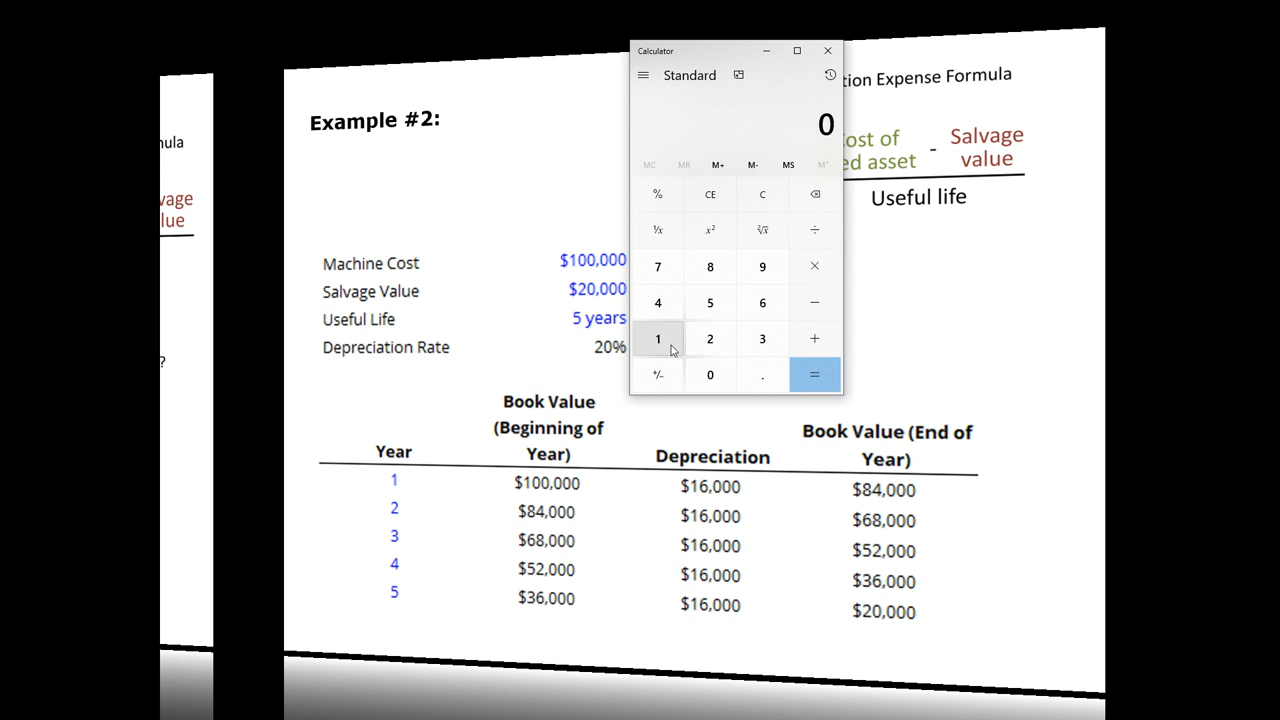 nula
vage
lue
?
Example #2:
tion Expense Formula
ost of
ed asset
-
Salvage
value
Useful life
Machine Cost $100,000
Salvage Value $20,000
Useful Life 5 years
Depreciation Rate 20%
Calculator
Standard
0
MC MR M+ M- MS M˅
% CE C
¹/x x² ²√x ÷
7 8 9 ×
4 5 6 −
1 2 3 +
+/- 0 . =
Year Book Value (Beginning of Year) Depreciation Book Value (End of Year)
1 $100,000 $16,000 $84,000
2 $84,000 $16,000 $68,000
3 $68,000 $16,000 $52,000
4 $52,000 $16,000 $36,000
5 $36,000 $16,000 $20,000